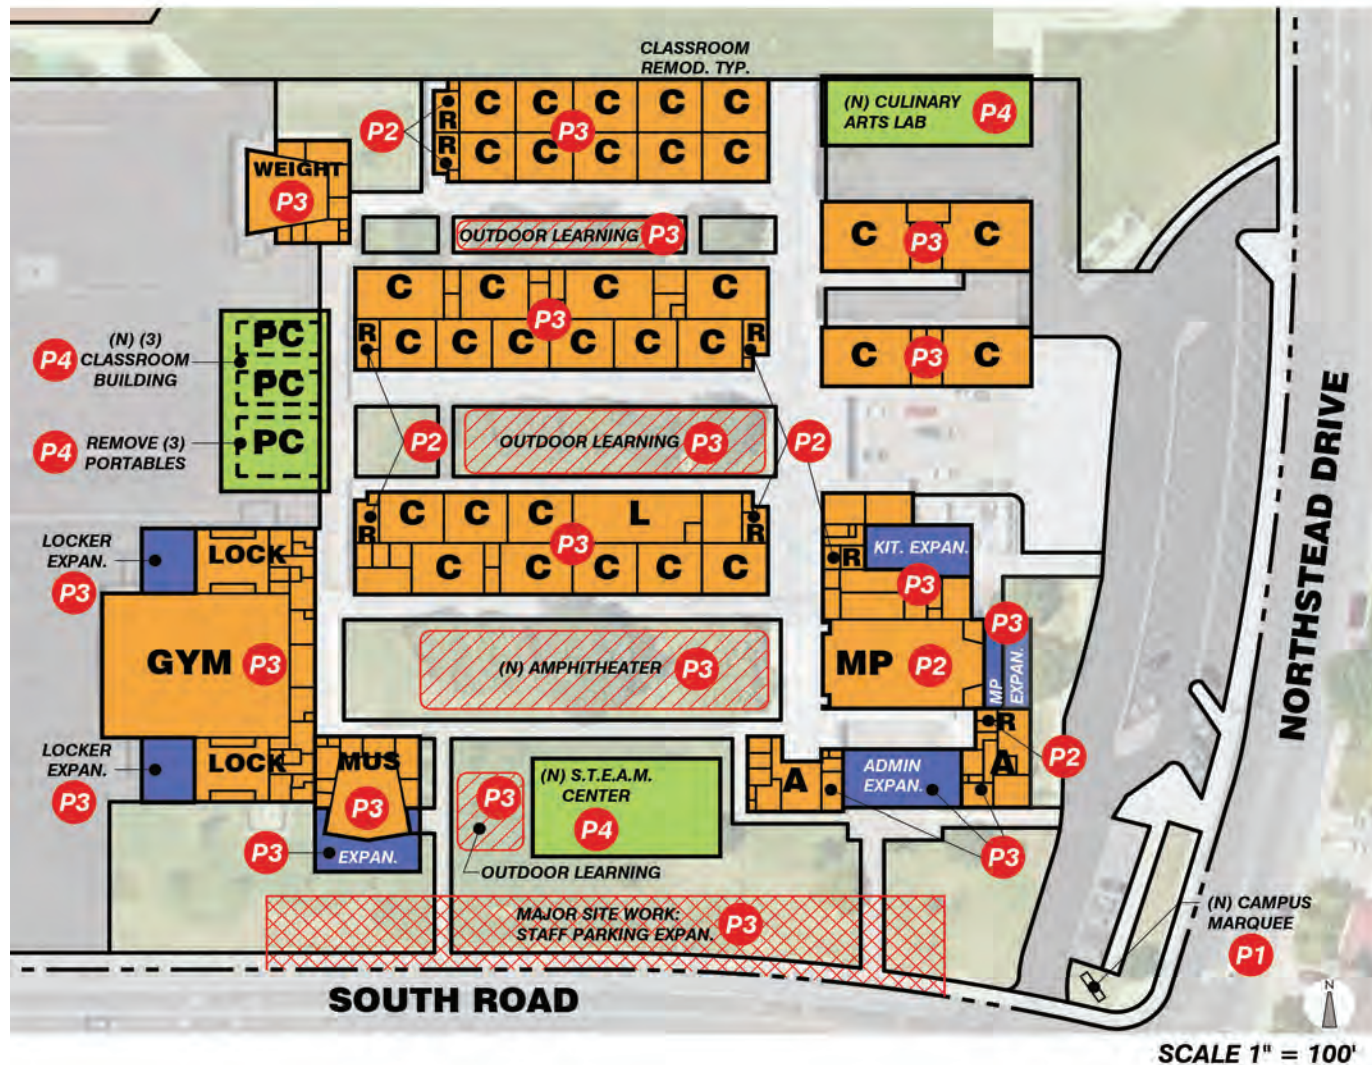 CLASSROOM
REMOD. TYP.
P2
R
R
C C C C C
P3
C C C C C
(N) CULINARY
ARTS LAB
P4
WEIGHT
P3
OUTDOOR LEARNING P3
C P3 C
C C C C
P3
R C C C C C C R
C P3 C
(N) (3)
CLASSROOM
BUILDING
P4
PC
PC
PC
P4
REMOVE (3)
PORTABLES
P2
OUTDOOR LEARNING P3
P2
NORTHSTEAD DRIVE
R C C C L R
P3
C C C C C
LOCKER
EXPAN.
P3
LOCK
R
KIT. EXPAN.
P3
P3
GYM P3
(N) AMPHITHEATER P3
MP P2
MP
EXPAN.
LOCKER
EXPAN.
P3
LOCK
MUS
P3
P3
EXPAN.
P3
OUTDOOR LEARNING
(N) S.T.E.A.M.
CENTER
P4
A
ADMIN
EXPAN.
R
A
P2
P3
MAJOR SITE WORK:
STAFF PARKING EXPAN.
P3
(N) CAMPUS
MARQUEE
P1
SOUTH ROAD
N
SCALE 1" = 100'